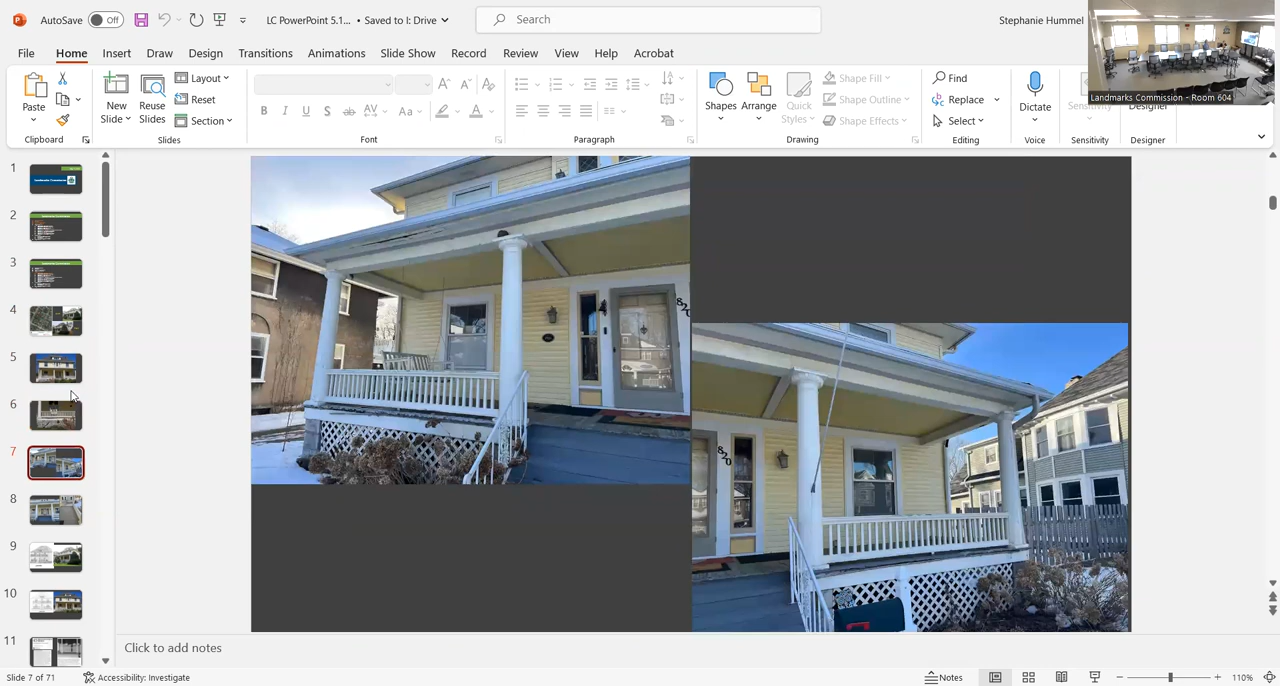 AutoSave Off
LC PowerPoint 5.1... • Saved to I: Drive
Search
Stephanie Hummel
File Home Insert Draw Design Transitions Animations Slide Show Record Review View Help Acrobat
Paste
New Slide
Reuse Slides
Layout
Reset
Section
Shapes
Arrange
Quick Styles
Shape Fill
Shape Outline
Shape Effects
Find
Replace
Select
Dictate
Sensitivity
Designer
Landmarks Commission - Room 604
Clipboard
Slides
Font
Paragraph
Drawing
Editing
Voice
Sensitivity
Designer
1
2
3
4
5
6
7
8
9
10
11
820
820
Click to add notes
Slide 7 of 71
Accessibility: Investigate
Notes
110%